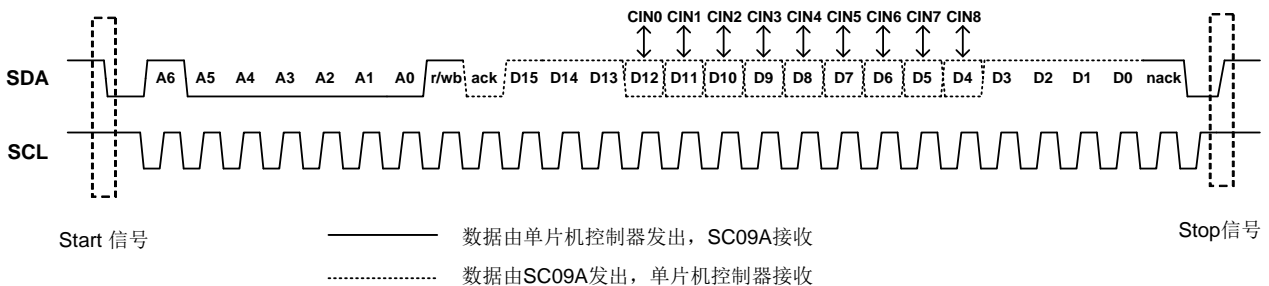 CIN0 CIN1 CIN2 CIN3 CIN4 CIN5 CIN6 CIN7 CIN8
SDA A6 A5 A4 A3 A2 A1 A0 r/wb ack D15 D14 D13 D12 D11 D10 D9 D8 D7 D6 D5 D4 D3 D2 D1 D0 nack
SCL
Start 信号
数据由单片机控制器发出，SC09A接收
Stop信号
数据由SC09A发出，单片机控制器接收